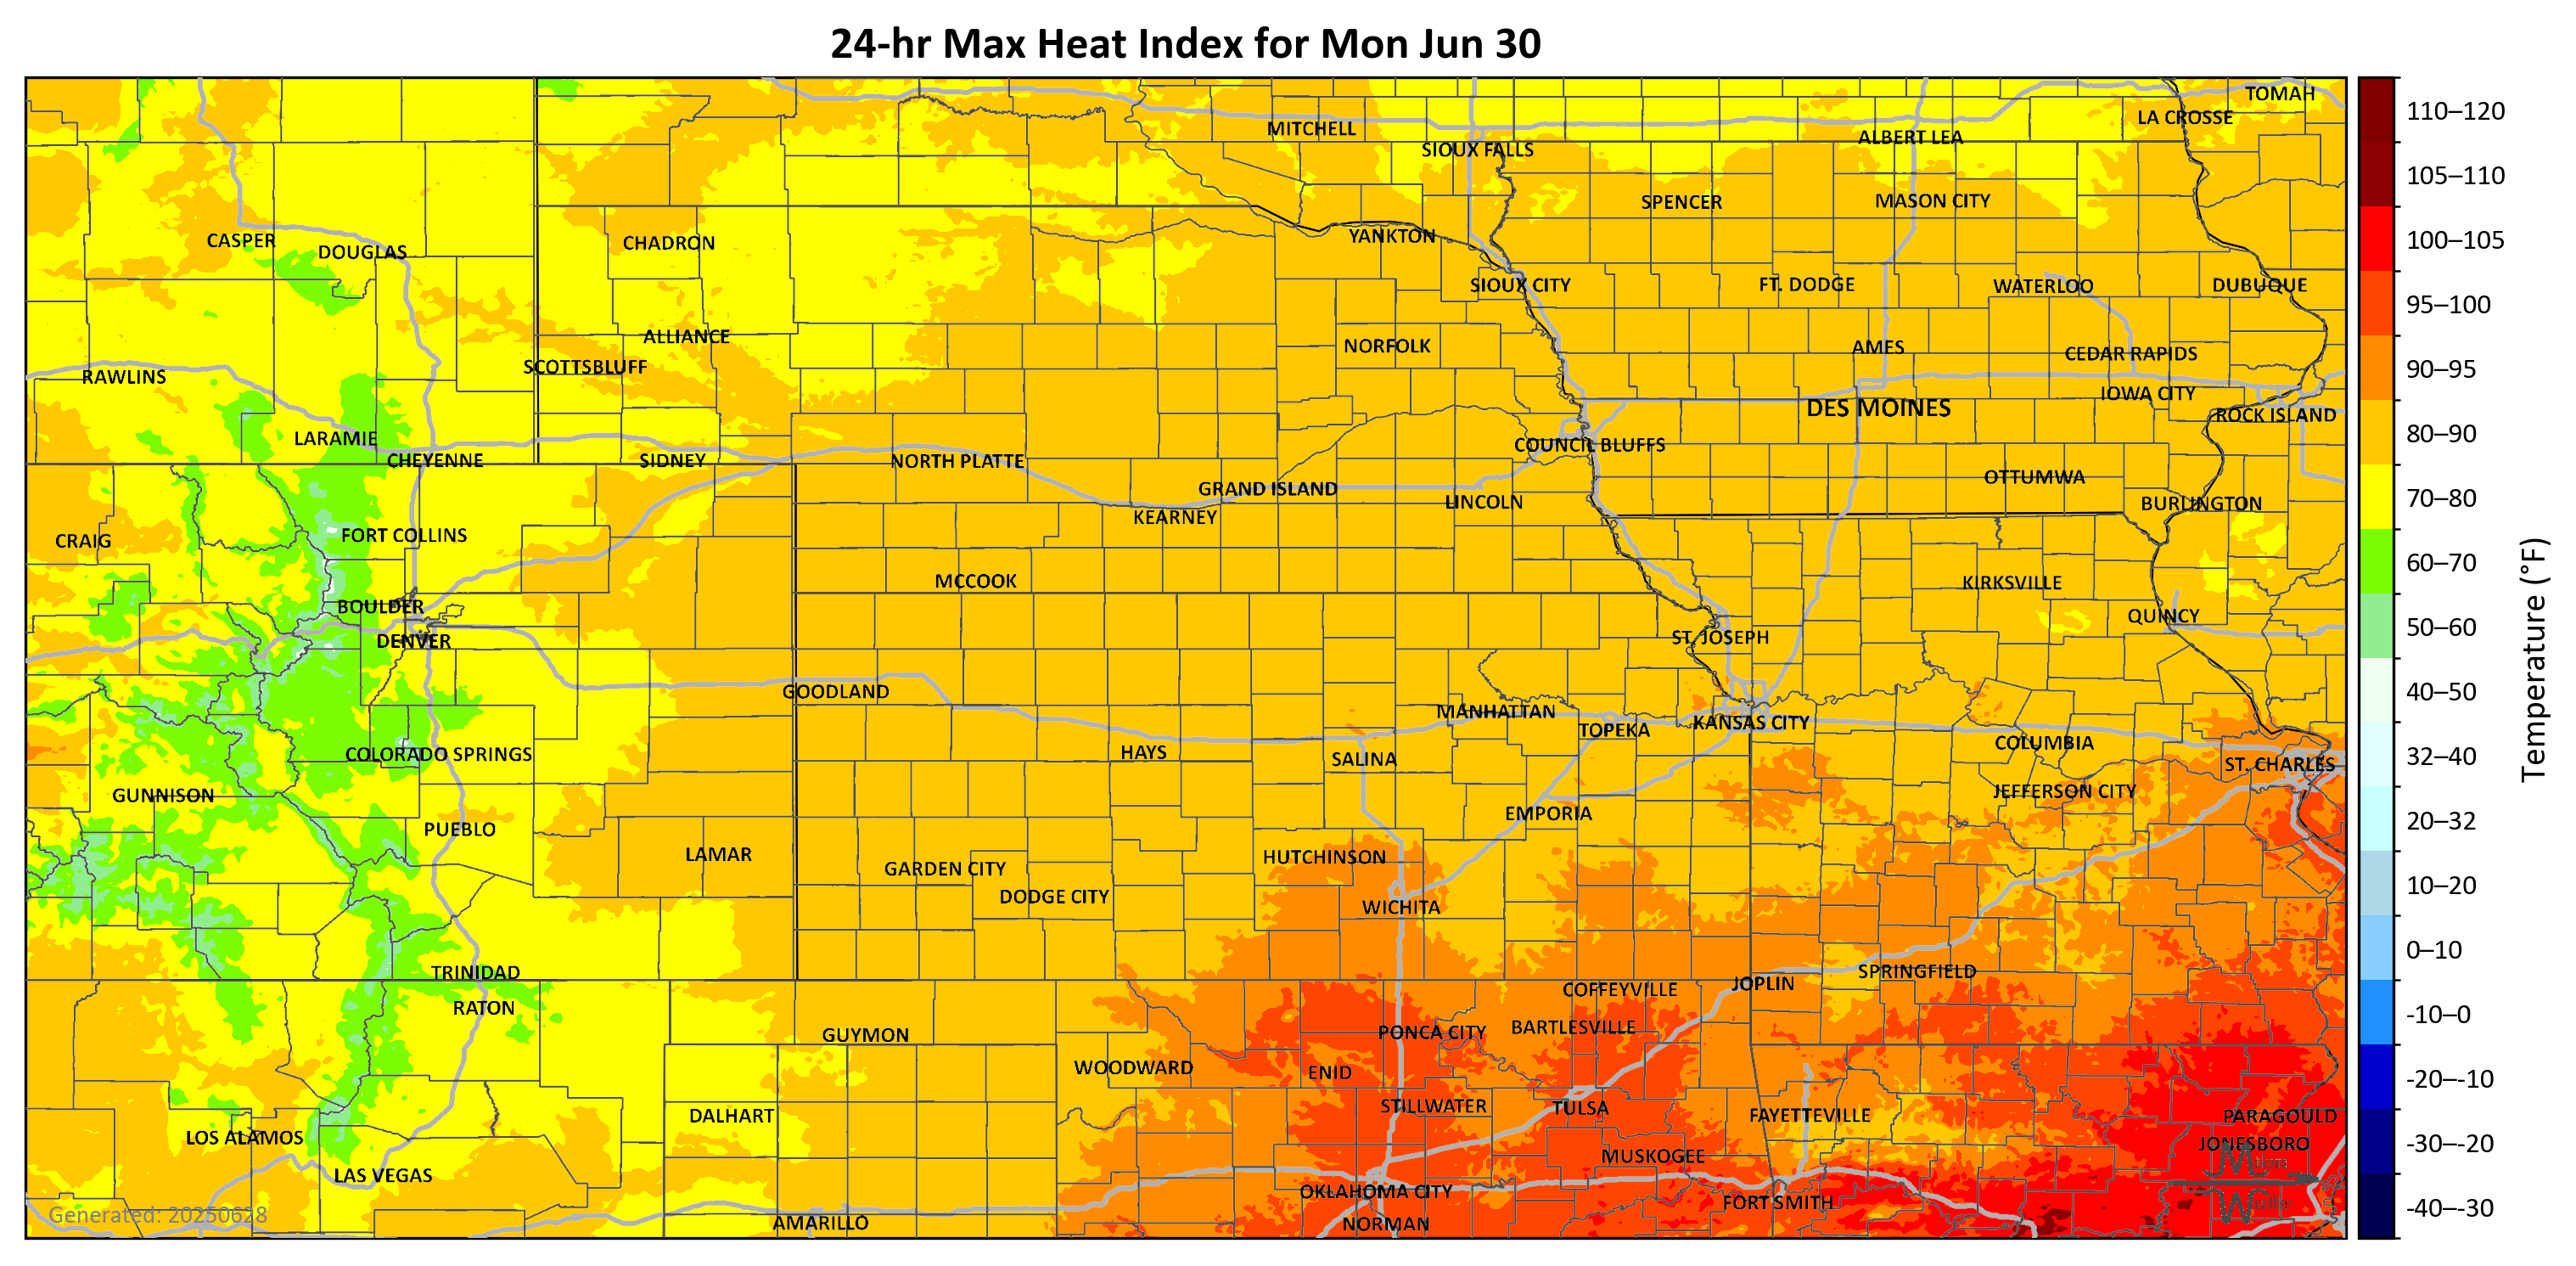 24-hr Max Heat Index for Mon Jun 30
TOMAH
LA CROSSE
MITCHELL
ALBERT LEA
SIOUX FALLS
SPENCER
MASON CITY
YANKTON
CASPER
DOUGLAS
CHADRON
SIOUX CITY
FT. DODGE
WATERLOO
DUBUQUE
ALLIANCE
NORFOLK
AMES
CEDAR RAPIDS
SCOTTSBLUFF
RAWLINS
IOWA CITY
DES MOINES
ROCK ISLAND
LARAMIE
COUNCIL BLUFFS
CHEYENNE
SIDNEY
NORTH PLATTE
OTTUMWA
GRAND ISLAND
LINCOLN
BURLINGTON
KEARNEY
FORT COLLINS
CRAIG
MCCOOK
KIRKSVILLE
BOULDER
QUINCY
DENVER
ST. JOSEPH
GOODLAND
MANHATTAN
KANSAS CITY
TOPEKA
COLUMBIA
COLORADO SPRINGS
HAYS
SALINA
ST. CHARLES
GUNNISON
JEFFERSON CITY
EMPORIA
PUEBLO
LAMAR
HUTCHINSON
GARDEN CITY
DODGE CITY
WICHITA
TRINIDAD
SPRINGFIELD
JOPLIN
COFFEYVILLE
RATON
BARTLESVILLE
PONCA CITY
GUYMON
WOODWARD
ENID
STILLWATER
TULSA
DALHART
FAYETTEVILLE
PARAGOULD
LOS ALAMOS
JONESBORO
MUSKOGEE
LAS VEGAS
OKLAHOMA CITY
FORT SMITH
AMARILLO
NORMAN
Generated: 20250628
110–120
105–110
100–105
95–100
90–95
80–90
70–80
60–70
50–60
40–50
32–40
20–32
10–20
0–10
-10–0
-20–-10
-30–-20
-40–-30
Temperature (°F)